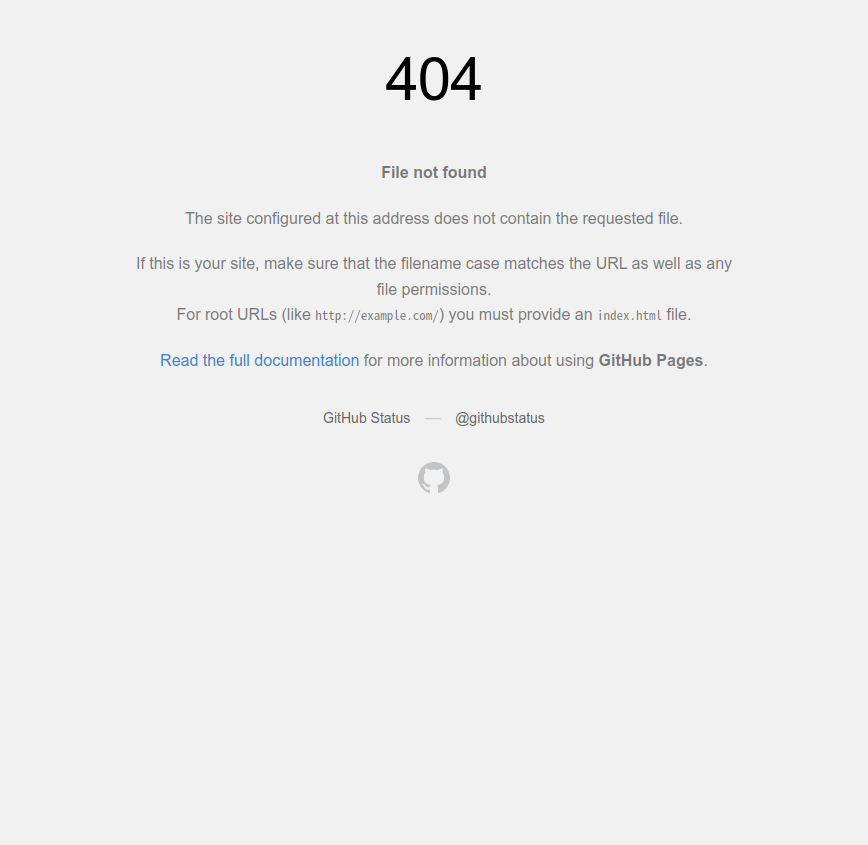 404
File not found
The site configured at this address does not contain the requested file.
If this is your site, make sure that the filename case matches the URL as well as any
file permissions.
For root URLs (like http://example.com/) you must provide an index.html file.
Read the full documentation for more information about using GitHub Pages.
GitHub Status — @githubstatus